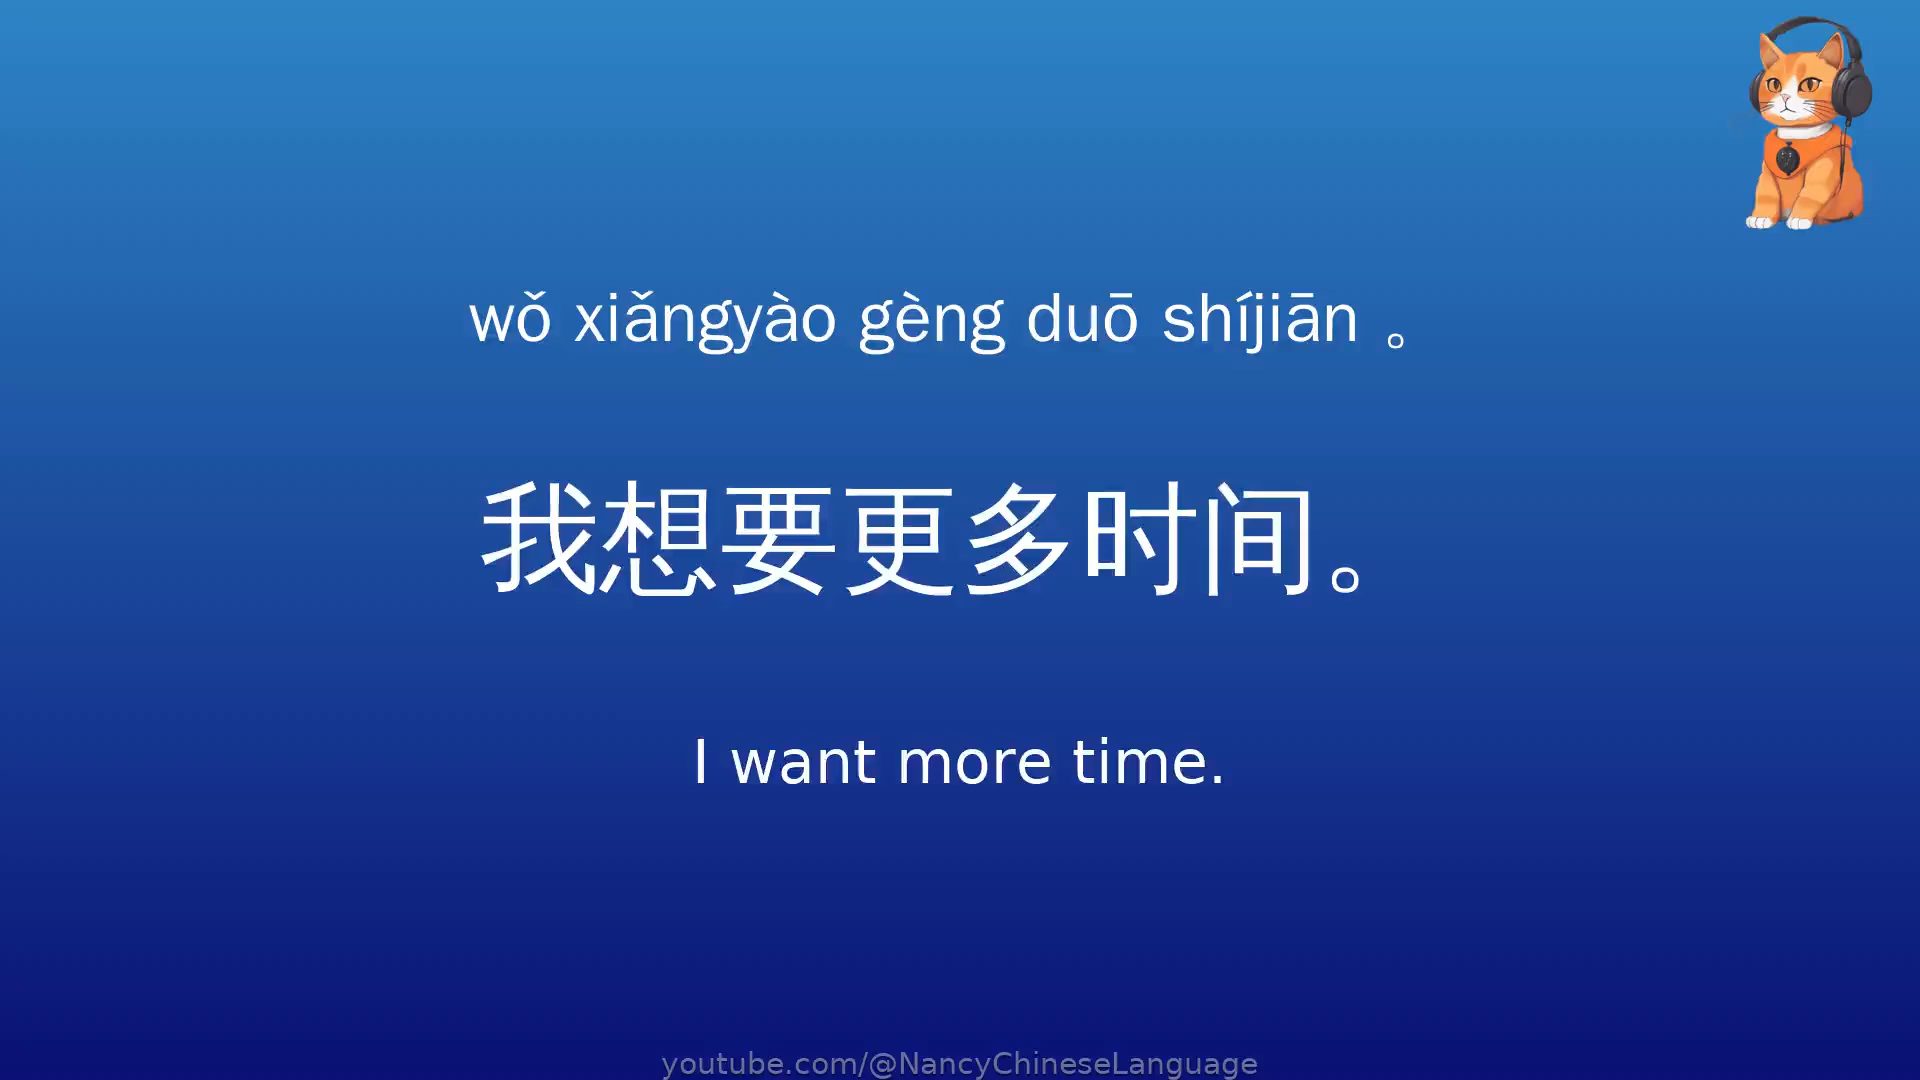 wǒ xiǎngyào gèng duō shíjiān 。
我想要更多时间。
I want more time.
youtube.com/@NancyChineseLanguage